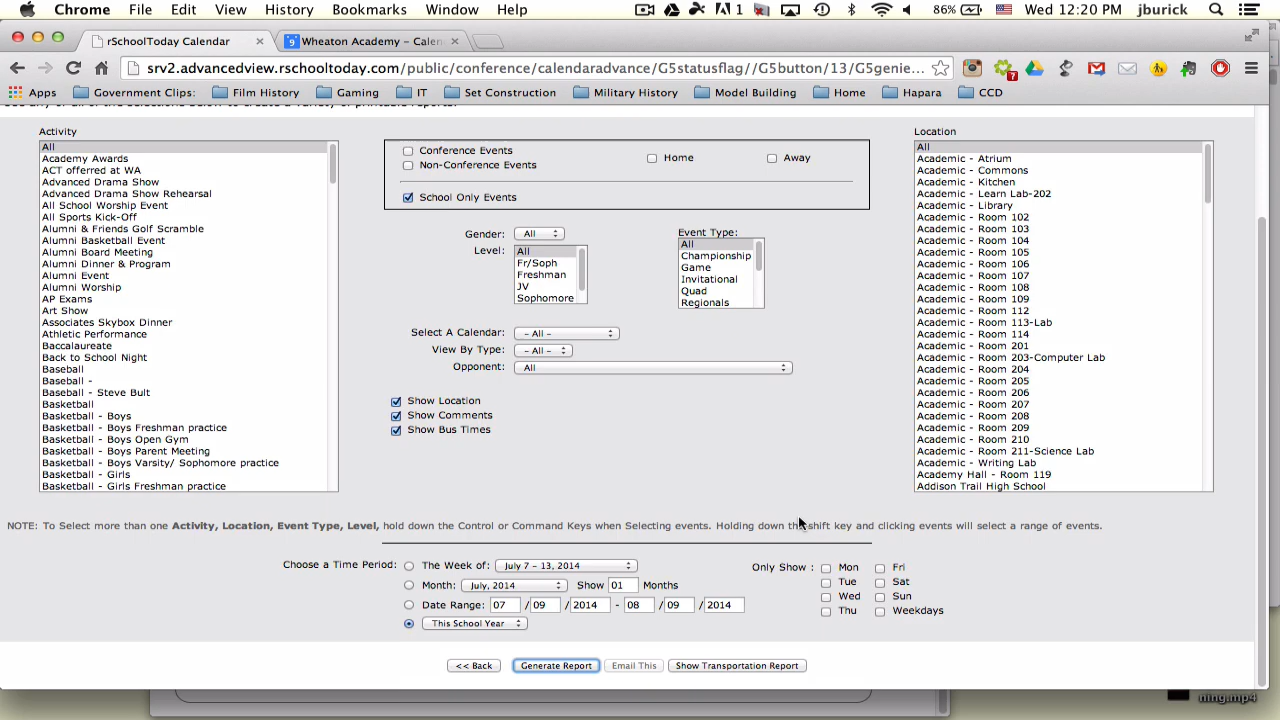 Chrome File Edit View History Bookmarks Window Help 1 86% Wed 12:20 PM jburick
rSchoolToday Calendar
9 Wheaton Academy – Calen
srv2.advancedview.rschooltoday.com/public/conference/calendaradvance/G5statusflag//G5button/13/G5genie...
7
Apps Government Clips: Film History Gaming IT Set Construction Military History Model Building Home Hapara CCD
Activity
All
Academy Awards
ACT offered at WA
Advanced Drama Show
Advanced Drama Show Rehearsal
All School Worship Event
All Sports Kick-Off
Alumni & Friends Golf Scramble
Alumni Basketball Event
Alumni Board Meeting
Alumni Dinner & Program
Alumni Event
Alumni Worship
AP Exams
Art Show
Associates Skybox Dinner
Athletic Performance
Baccalaureate
Back to School Night
Baseball
Baseball -
Baseball - Steve Bult
Basketball
Basketball - Boys
Basketball - Boys Freshman practice
Basketball - Boys Open Gym
Basketball - Boys Parent Meeting
Basketball - Boys Varsity/ Sophomore practice
Basketball - Girls
Basketball - Girls Freshman practice
Conference Events
Non-Conference Events
Home
Away
School Only Events
Gender: All
Level: All
Fr/Soph
Freshman
JV
Sophomore
Event Type:
All
Championship
Game
Invitational
Quad
Regionals
Select A Calendar: - All -
View By Type: - All -
Opponent: All
Show Location
Show Comments
Show Bus Times
Location
All
Academic - Atrium
Academic - Commons
Academic - Kitchen
Academic - Learn Lab-202
Academic - Library
Academic - Room 102
Academic - Room 103
Academic - Room 104
Academic - Room 105
Academic - Room 106
Academic - Room 107
Academic - Room 108
Academic - Room 109
Academic - Room 112
Academic - Room 113-Lab
Academic - Room 114
Academic - Room 201
Academic - Room 203-Computer Lab
Academic - Room 204
Academic - Room 205
Academic - Room 206
Academic - Room 207
Academic - Room 208
Academic - Room 209
Academic - Room 210
Academic - Room 211-Science Lab
Academic - Writing Lab
Academy Hall - Room 119
Addison Trail High School
NOTE: To Select more than one Activity, Location, Event Type, Level, hold down the Control or Command Keys when Selecting events. Holding down the shift key and clicking events will select a range of events.
Choose a Time Period: The Week of: July 7 - 13, 2014
Month: July, 2014 Show 01 Months
Date Range: 07 / 09 / 2014 - 08 / 09 / 2014
This School Year
Only Show : Mon Fri
Tue Sat
Wed Sun
Thu Weekdays
<< Back Generate Report Email This Show Transportation Report
ning.mp4